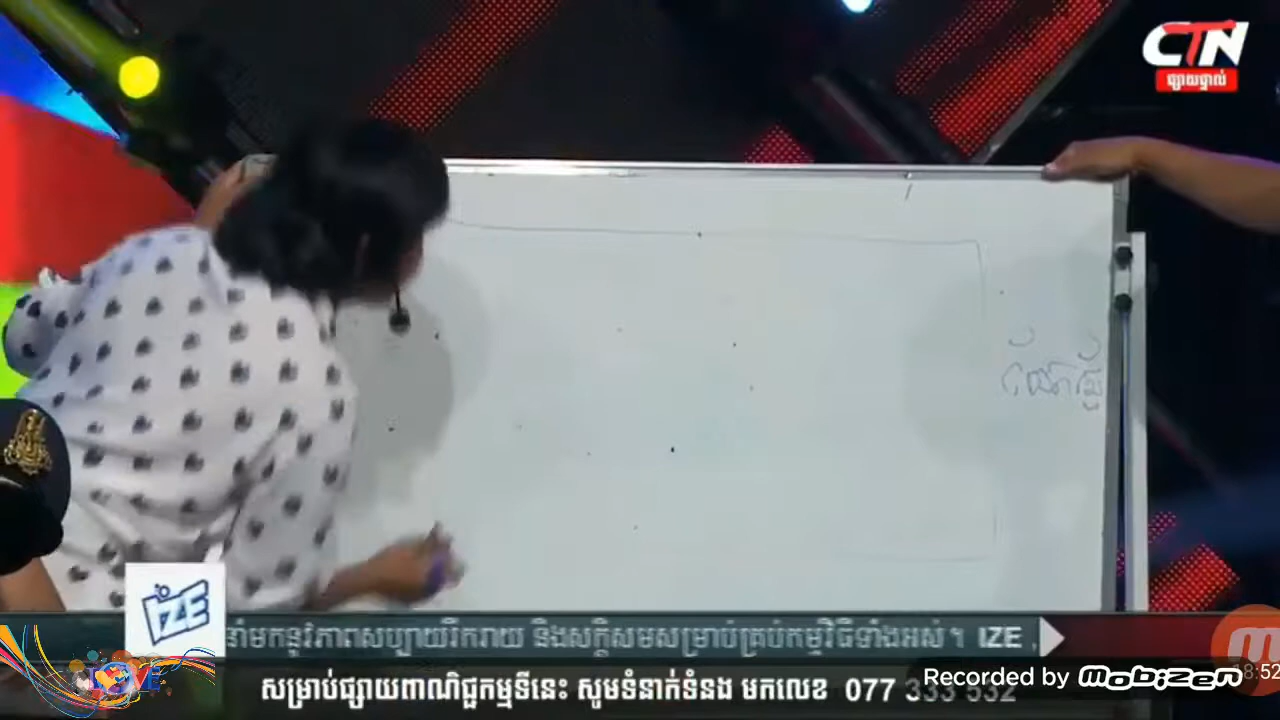 CTN
ផ្សាយផ្ទាល់
IZE
នាំមកនូវភាពសប្បាយរីករាយ និងសក្តិសមសម្រាប់គ្រប់កម្មវិធីទាំងអស់។ IZE
LOVE
សម្រាប់ផ្សាយពាណិជ្ជកម្មទីនេះ សូមទំនាក់ទំនង មកលេខ 077 333 532
Recorded by mobizen
8:52